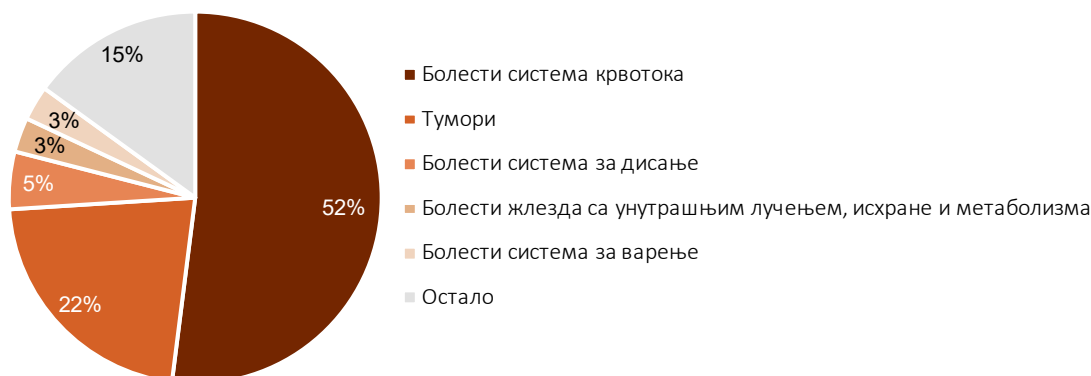 15%
3%
3%
5%
22%
52%
Болести система крвотока
Тумори
Болести система за дисање
Болести жлезда са унутрашњим лучењем, исхране и метаболизма
Болести система за варење
Остало